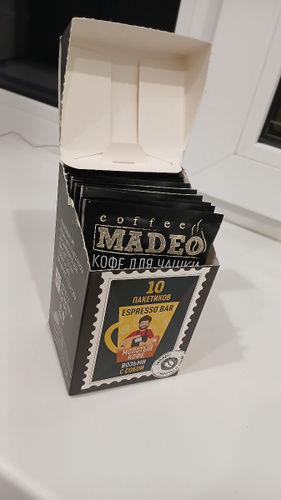 coffee
MADEO
КОФЕ ДЛЯ ЧАШКИ
10
ПАКЕТИКОВ
ESPRESSO BAR
МОЛОТЫЙ
КОФЕ
ВОЗЬМИ
С СОБОЙ